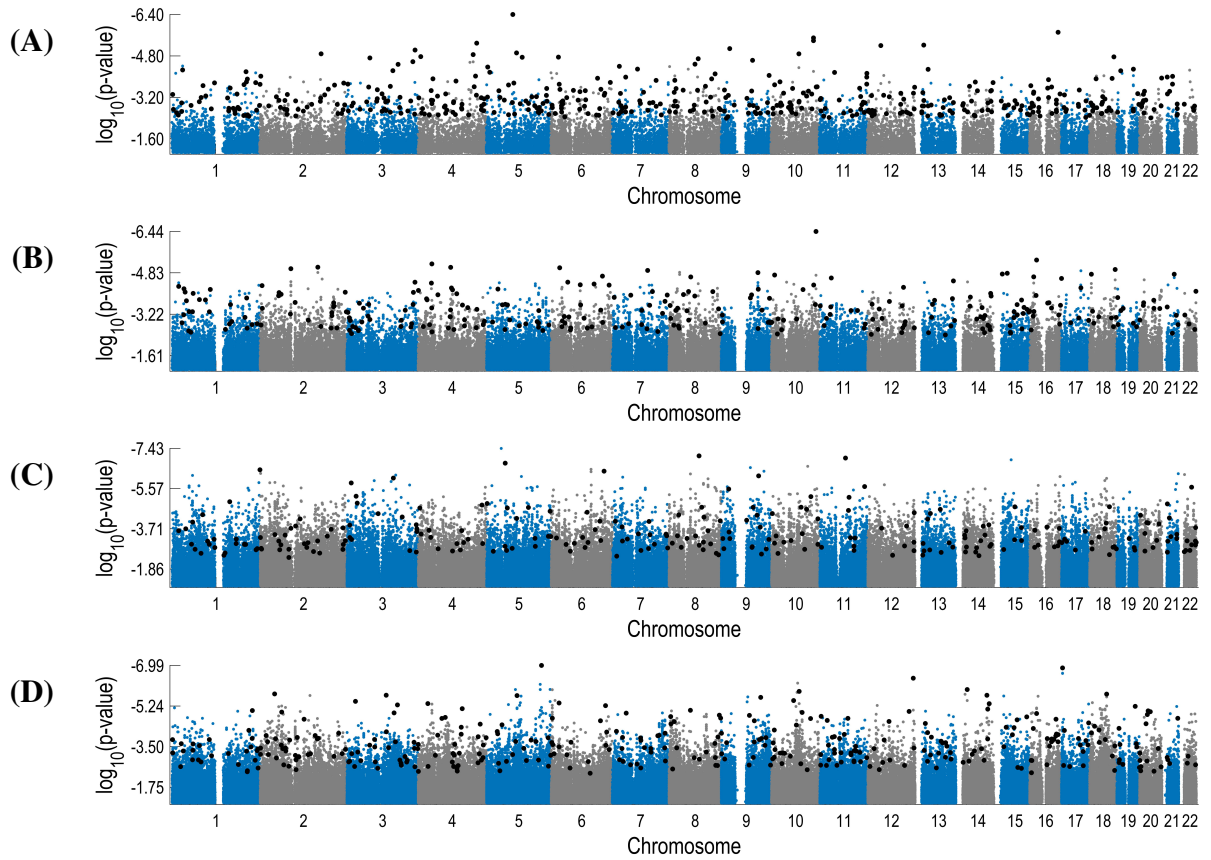 (A)
log10(p-value)
-6.40
-4.80
-3.20
-1.60
1 2 3 4 5 6 7 8 9 10 11 12 13 14 15 16 17 18 19 20 21 22
Chromosome
(B)
log10(p-value)
-6.44
-4.83
-3.22
-1.61
1 2 3 4 5 6 7 8 9 10 11 12 13 14 15 16 17 18 19 20 21 22
Chromosome
(C)
log10(p-value)
-7.43
-5.57
-3.71
-1.86
1 2 3 4 5 6 7 8 9 10 11 12 13 14 15 16 17 18 19 20 21 22
Chromosome
(D)
log10(p-value)
-6.99
-5.24
-3.50
-1.75
1 2 3 4 5 6 7 8 9 10 11 12 13 14 15 16 17 18 19 20 21 22
Chromosome